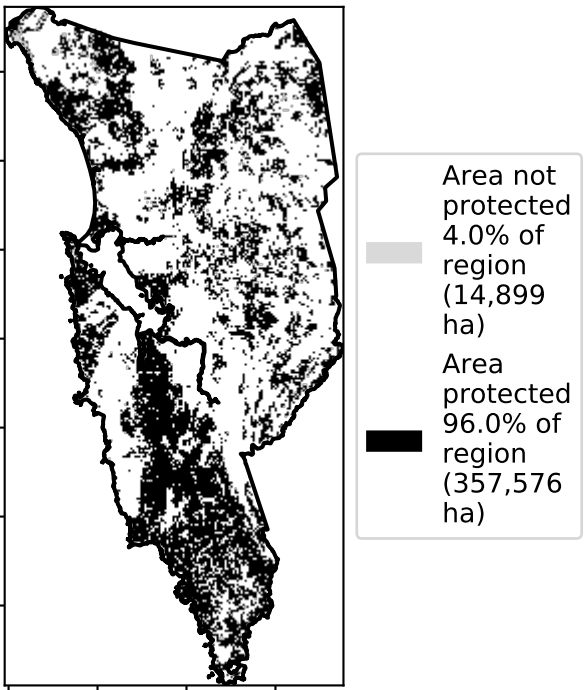 Area not
protected
4.0% of
region
(14,899
ha)
Area
protected
96.0% of
region
(357,576
ha)